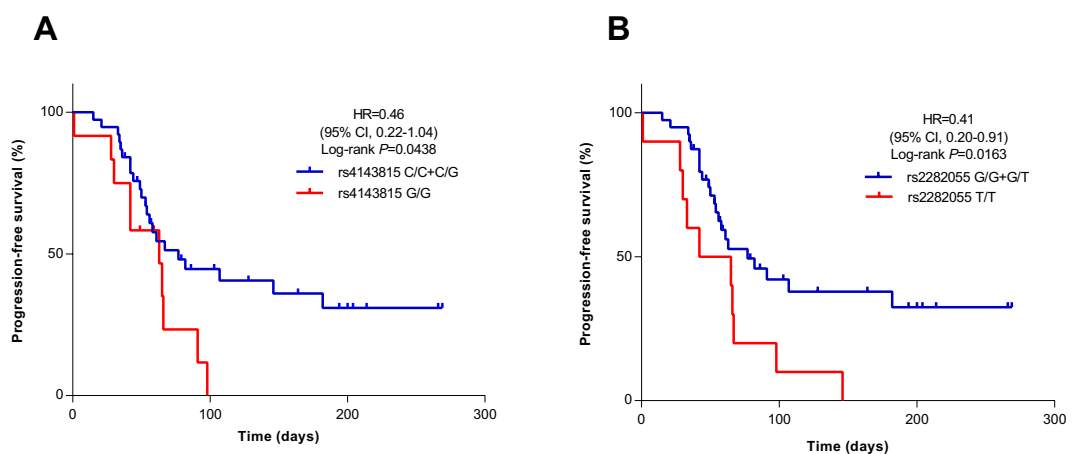 A
HR=0.46
(95% CI, 0.22-1.04)
Log-rank P=0.0438
rs4143815 C/C+C/G
rs4143815 G/G
Progression-free survival (%)
100
50
0
0 100 200 300
Time (days)
B
HR=0.41
(95% CI, 0.20-0.91)
Log-rank P=0.0163
rs2282055 G/G+G/T
rs2282055 T/T
Progression-free survival (%)
100
50
0
0 100 200 300
Time (days)